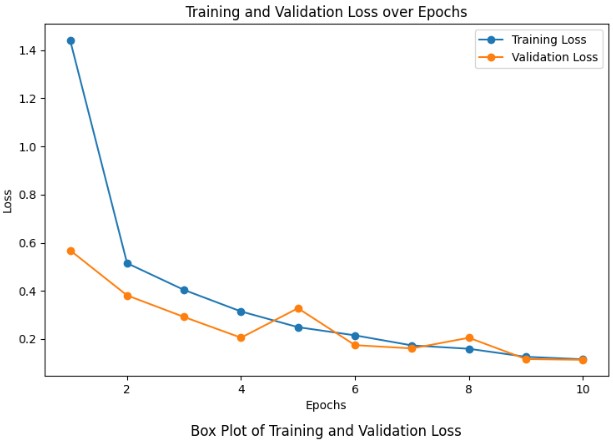 Training and Validation Loss over Epochs
Training Loss
Validation Loss
1.4
1.2
1.0
0.8
0.6
0.4
0.2
Loss
2 4 6 8 10
Epochs
Box Plot of Training and Validation Loss